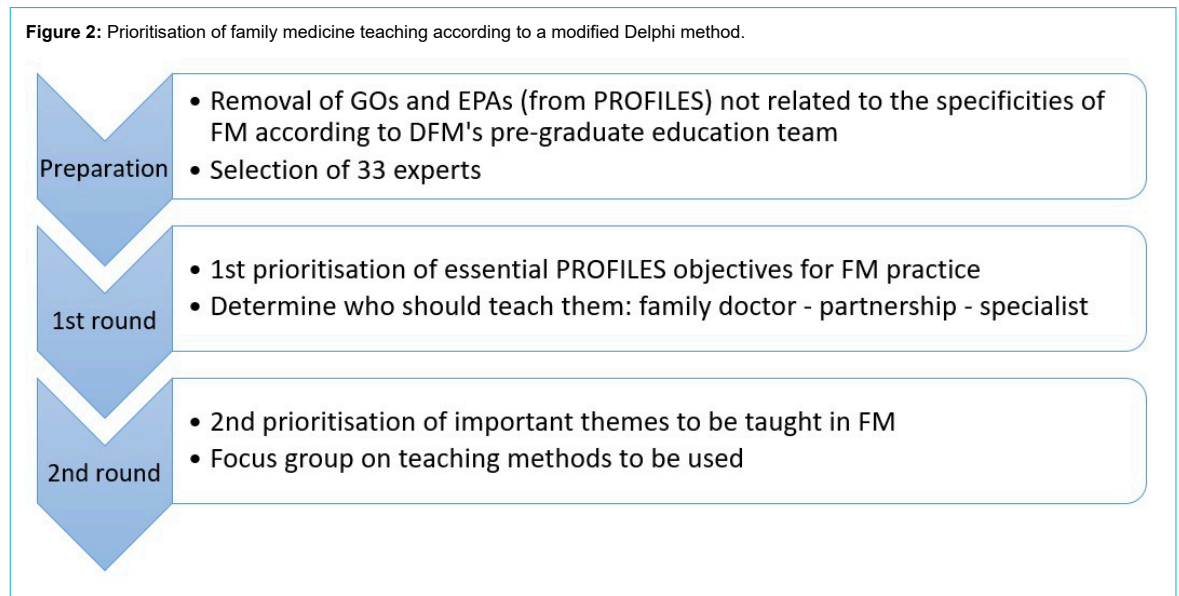 Figure 2: Prioritisation of family medicine teaching according to a modified Delphi method.
Preparation
• Removal of GOs and EPAs (from PROFILES) not related to the specificities of
FM according to DFM's pre-graduate education team
• Selection of 33 experts
1st round
• 1st prioritisation of essential PROFILES objectives for FM practice
• Determine who should teach them: family doctor - partnership - specialist
2nd round
• 2nd prioritisation of important themes to be taught in FM
• Focus group on teaching methods to be used